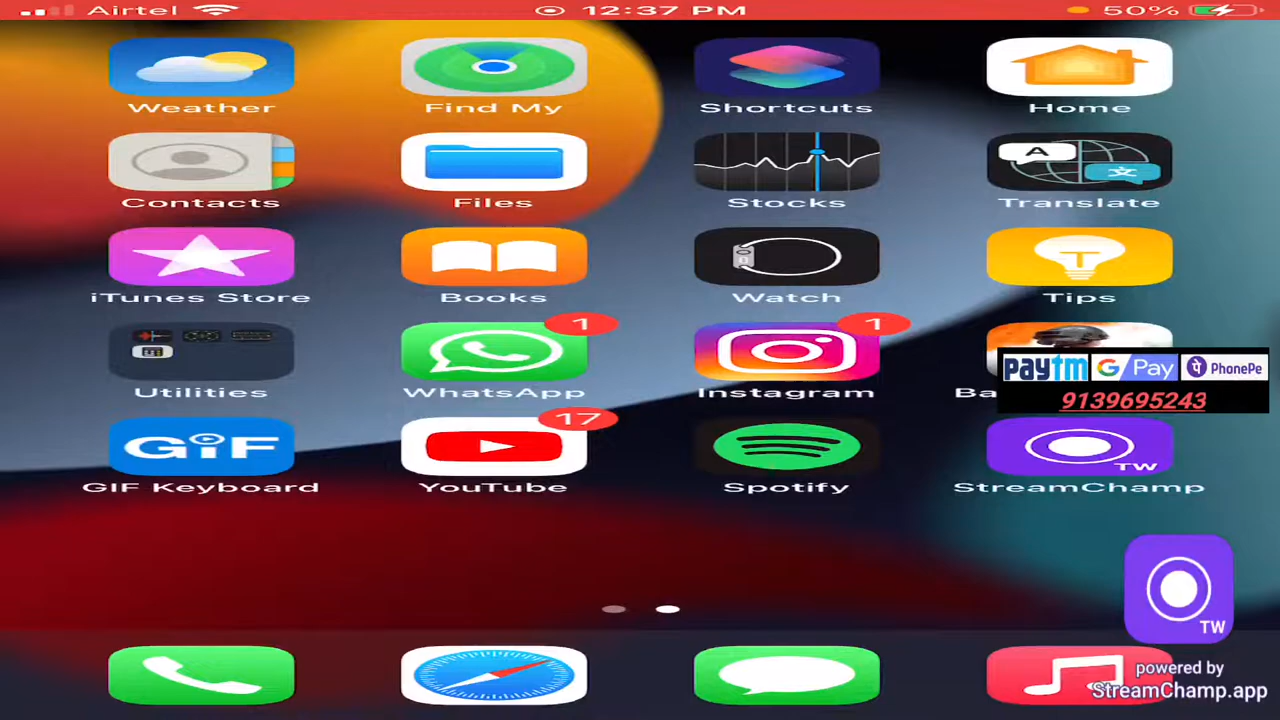 Airtel 12:37 PM 50%
Weather Find My Shortcuts Home
Contacts Files Stocks Translate
iTunes Store Books Watch Tips
1 1
Utilities WhatsApp Instagram Ba
Paytm G Pay PhonePe
9139695243
17
GIF
TW
GIF Keyboard YouTube Spotify StreamChamp
TW
powered by
StreamChamp.app